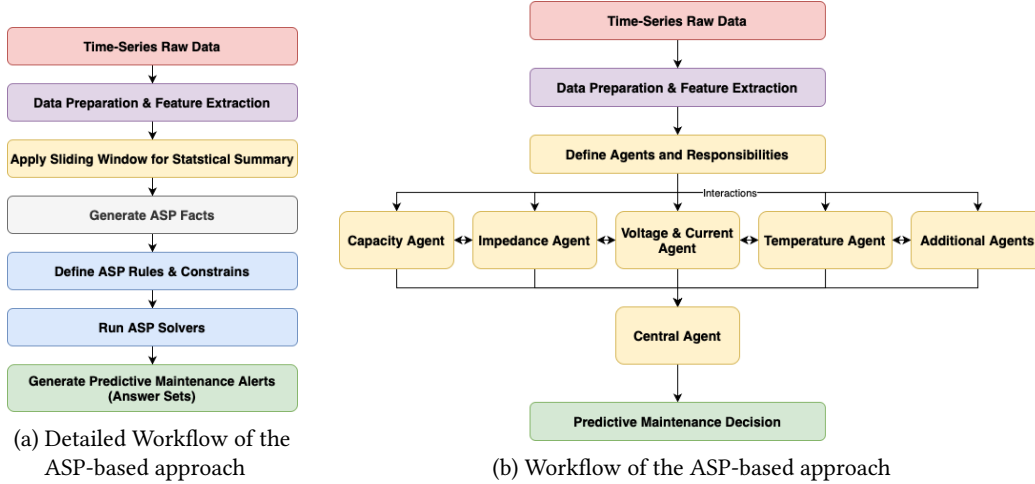 Time-Series Raw Data
Data Preparation & Feature Extraction
Apply Sliding Window for Statstical Summary
Generate ASP Facts
Define ASP Rules & Constrains
Run ASP Solvers
Generate Predictive Maintenance Alerts
(Answer Sets)
(a) Detailed Workflow of the
ASP-based approach
Time-Series Raw Data
Data Preparation & Feature Extraction
Define Agents and Responsibilities
Interactions
Capacity Agent
Impedance Agent
Voltage & Current
Agent
Temperature Agent
Additional Agents
Central Agent
Predictive Maintenance Decision
(b) Workflow of the ASP-based approach